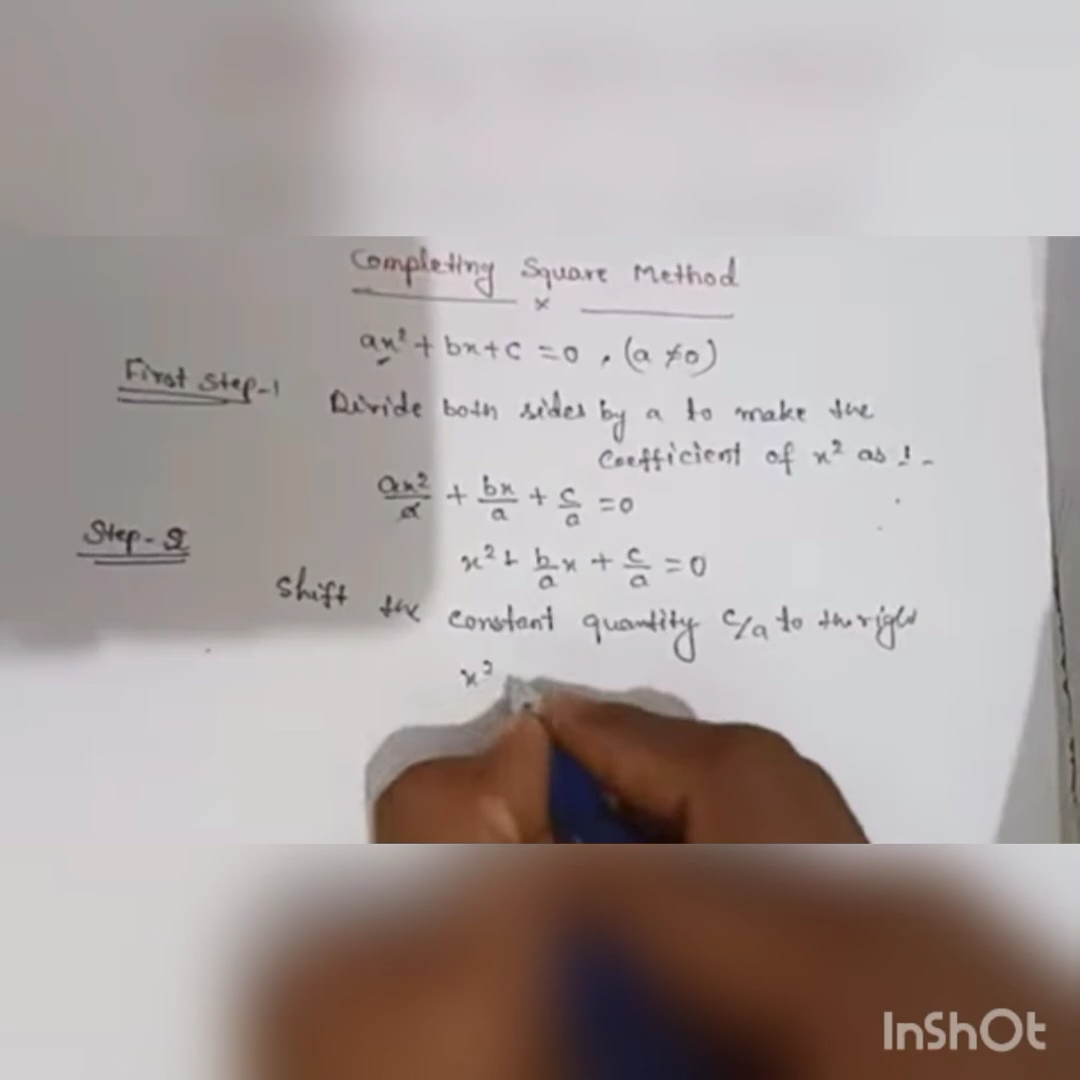 Completing Square Method
×
ax² + bx + c = 0 , (a ≠ 0)
First Step-1
Divide both sides by a to make the
coefficient of x² as 1.
ax²/a + bx/a + c/a = 0
Step-2
x² + b/a x + c/a = 0
Shift the constant quantity c/a to the right
x²
InShOt